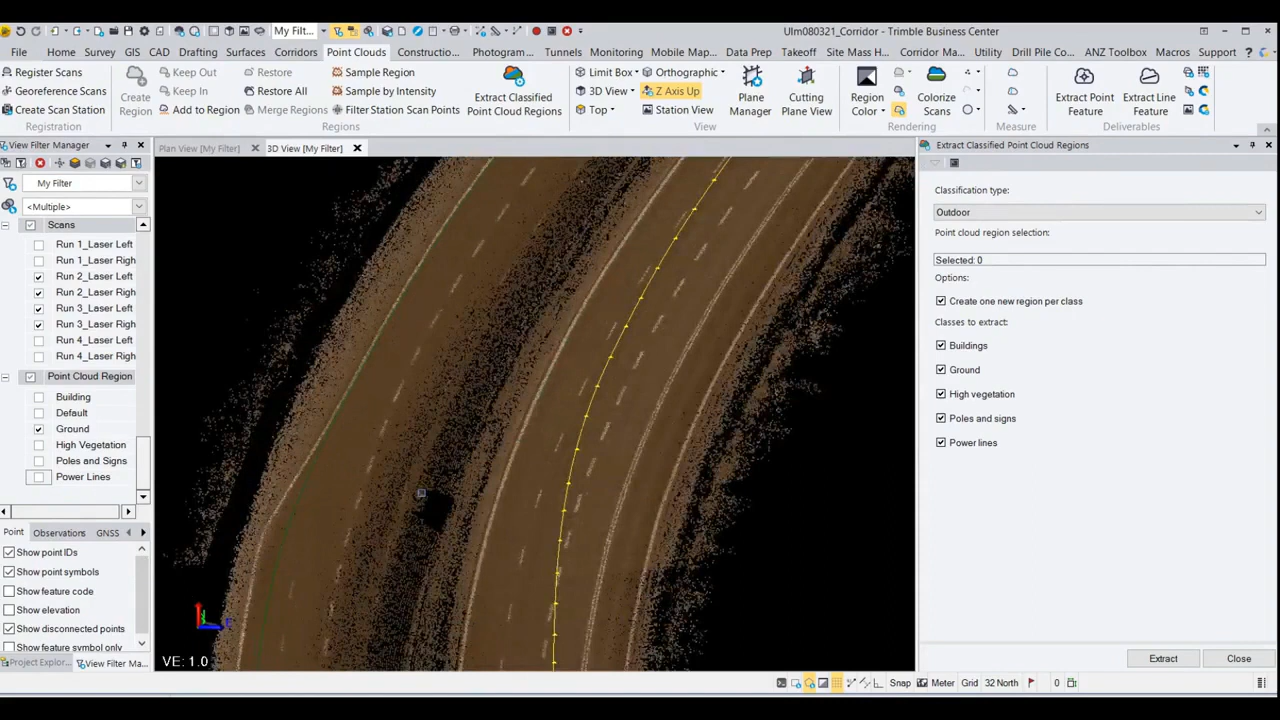 My Filt...
Ulm080321_Corridor - Trimble Business Center
File Home Survey GIS CAD Drafting Surfaces Corridors Point Clouds Constructio... Photogram... Tunnels Monitoring Mobile Map... Data Prep Takeoff Site Mass H... Corridor Ma... Utility Drill Pile Co... ANZ Toolbox Macros Support
Register Scans
Georeference Scans
Create Scan Station
Registration
Create Region
Keep Out
Keep In
Add to Region
Restore
Restore All
Merge Regions
Sample Region
Sample by Intensity
Filter Station Scan Points
Regions
Extract Classified
Point Cloud Regions
Limit Box
3D View
Top
Orthographic
Z Axis Up
Station View
Plane Manager
Cutting Plane View
View
Region Color
Colorize Scans
Rendering
Measure
Extract Point Feature
Extract Line Feature
Deliverables
View Filter Manager
My Filter
<Multiple>
Scans
Run 1_Laser Left
Run 1_Laser Righ
Run 2_Laser Left
Run 2_Laser Righ
Run 3_Laser Left
Run 3_Laser Righ
Run 4_Laser Left
Run 4_Laser Righ
Point Cloud Region
Building
Default
Ground
High Vegetation
Poles and Signs
Power Lines
Point Observations GNSS
Show point IDs
Show point symbols
Show feature code
Show elevation
Show disconnected points
Show feature symbol only
Project Explor... View Filter Ma...
Plan View [My Filter]
3D View [My Filter]
VE: 1.0
Extract Classified Point Cloud Regions
Classification type:
Outdoor
Point cloud region selection:
Selected: 0
Options:
Create one new region per class
Classes to extract:
Buildings
Ground
High vegetation
Poles and signs
Power lines
Extract Close
Snap Meter Grid 32 North 0